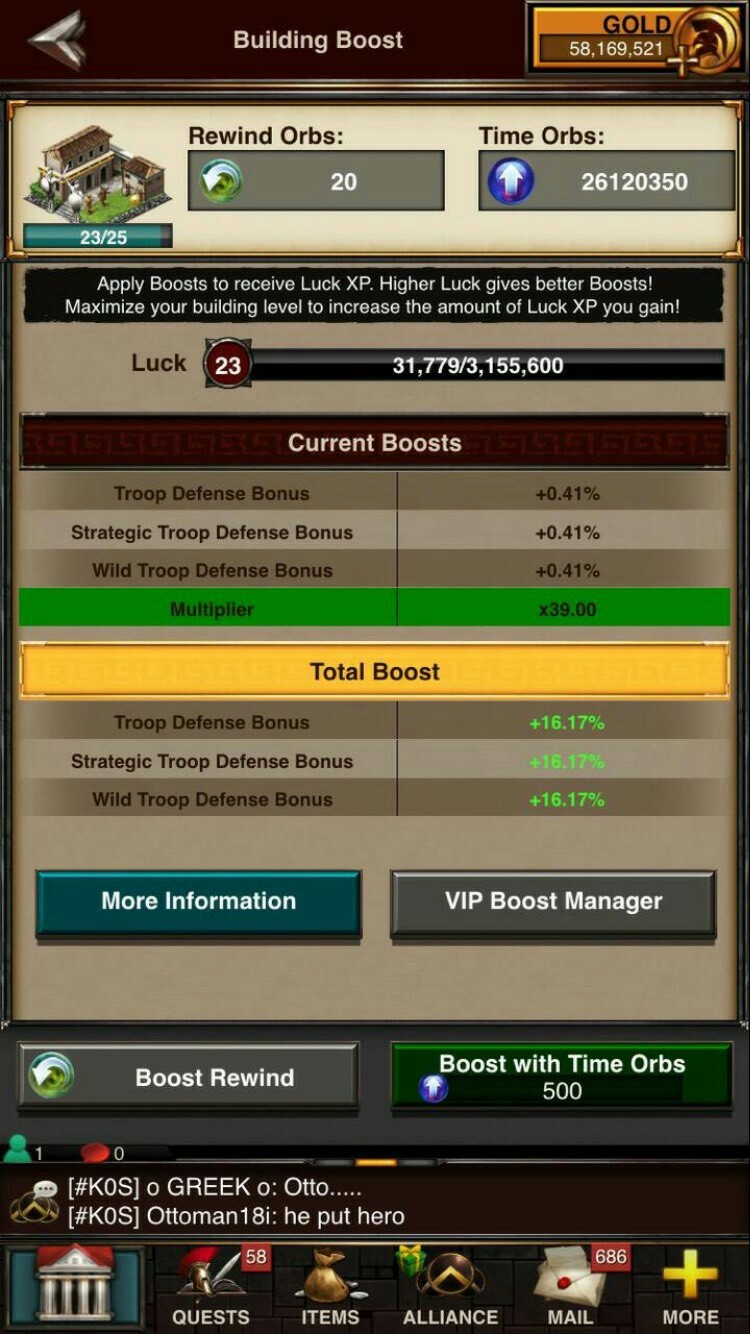 Building Boost
GOLD
58,169,521
Rewind Orbs:
Time Orbs:
20
26120350
23/25
Apply Boosts to receive Luck XP. Higher Luck gives better Boosts!
Maximize your building level to increase the amount of Luck XP you gain!
Luck 23 31,779/3,155,600
Current Boosts
Troop Defense Bonus +0.41%
Strategic Troop Defense Bonus +0.41%
Wild Troop Defense Bonus +0.41%
Multiplier x39.00
Total Boost
Troop Defense Bonus +16.17%
Strategic Troop Defense Bonus +16.17%
Wild Troop Defense Bonus +16.17%
More Information
VIP Boost Manager
Boost Rewind
Boost with Time Orbs
500
1 0
[#K0S] o GREEK o: Otto.....
[#K0S] Ottoman18i: he put hero
58 686
QUESTS ITEMS ALLIANCE MAIL MORE